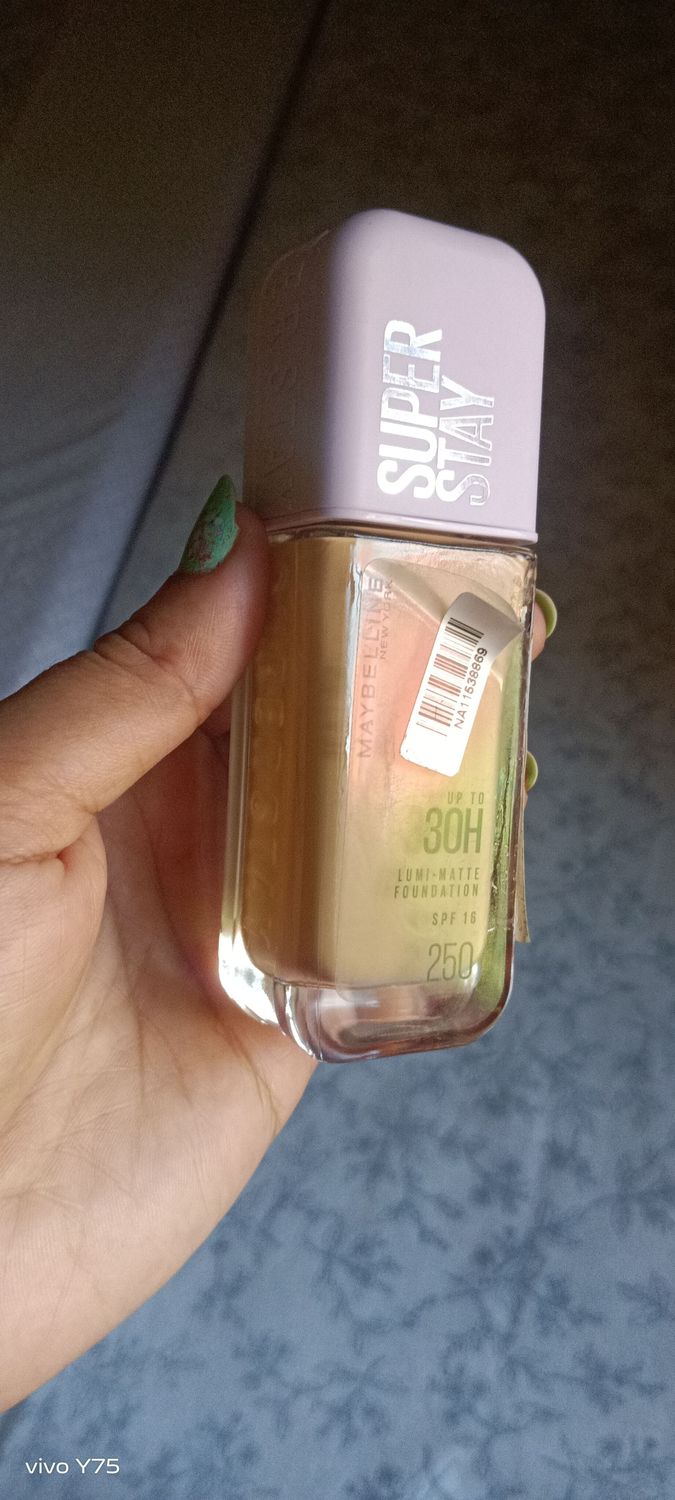 SUPER
STAY
MAYBELLINE
NEW YORK
NA11538869
UP TO
30H
LUMI-MATTE
FOUNDATION
SPF 16
250
vivo Y75